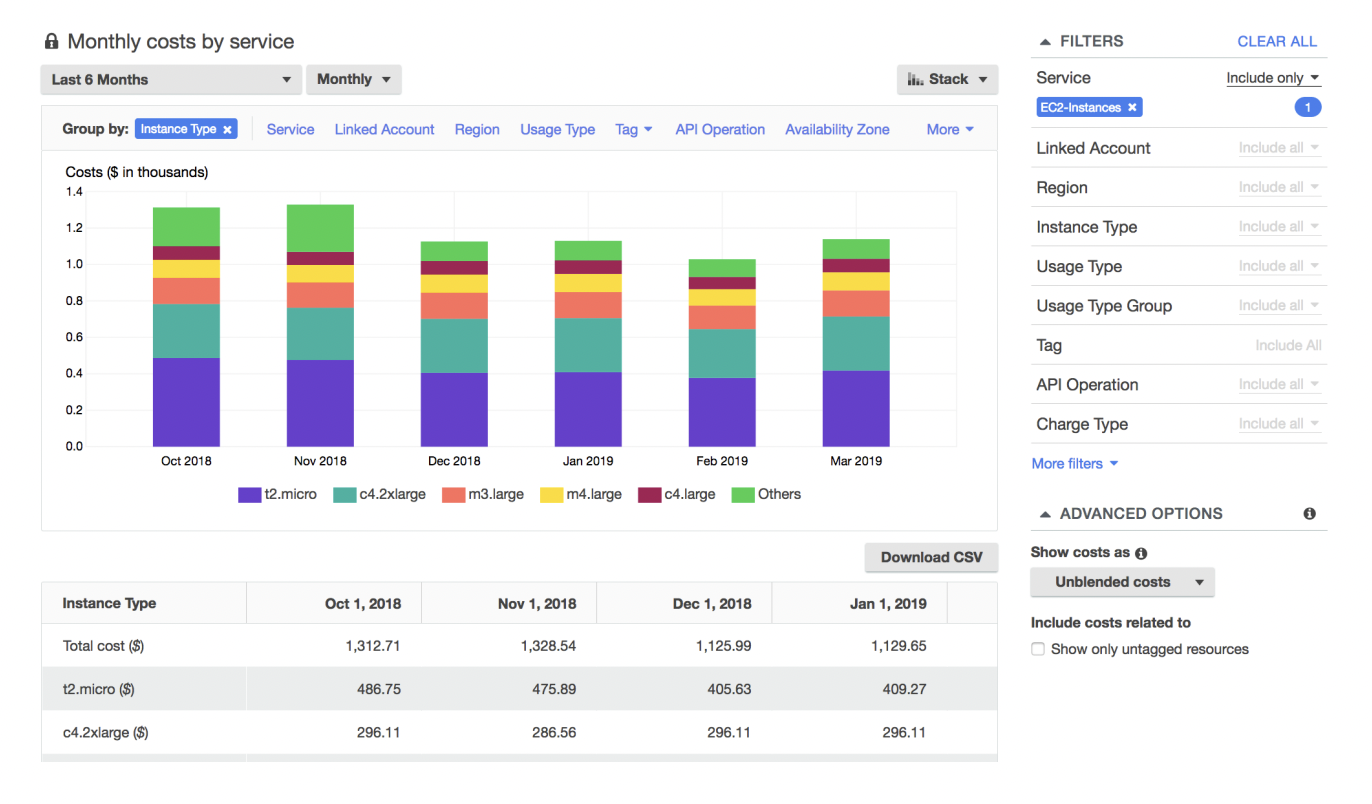 Monthly costs by service
Last 6 Months
Monthly
Stack
Group by: Instance Type × Service Linked Account Region Usage Type Tag API Operation Availability Zone More
Costs ($ in thousands)
1.4
1.2
1.0
0.8
0.6
0.4
0.2
0.0
Oct 2018 Nov 2018 Dec 2018 Jan 2019 Feb 2019 Mar 2019
t2.micro c4.2xlarge m3.large m4.large c4.large Others
Download CSV
Instance Type Oct 1, 2018 Nov 1, 2018 Dec 1, 2018 Jan 1, 2019
Total cost ($) 1,312.71 1,328.54 1,125.99 1,129.65
t2.micro ($) 486.75 475.89 405.63 409.27
c4.2xlarge ($) 296.11 286.56 296.11 296.11
FILTERS CLEAR ALL
Service Include only
EC2-Instances × 1
Linked Account Include all
Region Include all
Instance Type Include all
Usage Type Include all
Usage Type Group Include all
Tag Include All
API Operation Include all
Charge Type Include all
More filters
ADVANCED OPTIONS
Show costs as
Unblended costs
Include costs related to
Show only untagged resources